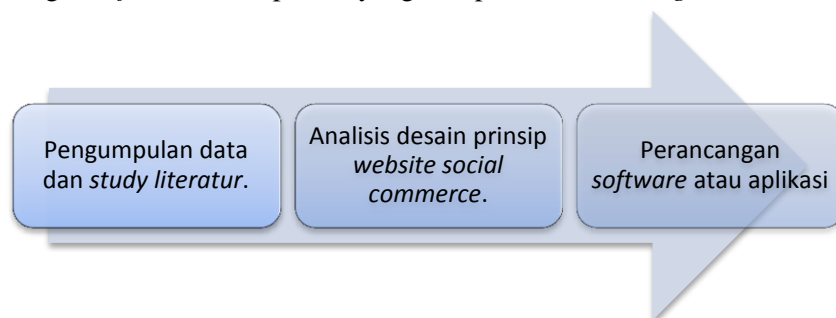 Pengumpulan data
dan study literatur.
Analisis desain prinsip
website social
commerce.
Perancangan
software atau aplikasi